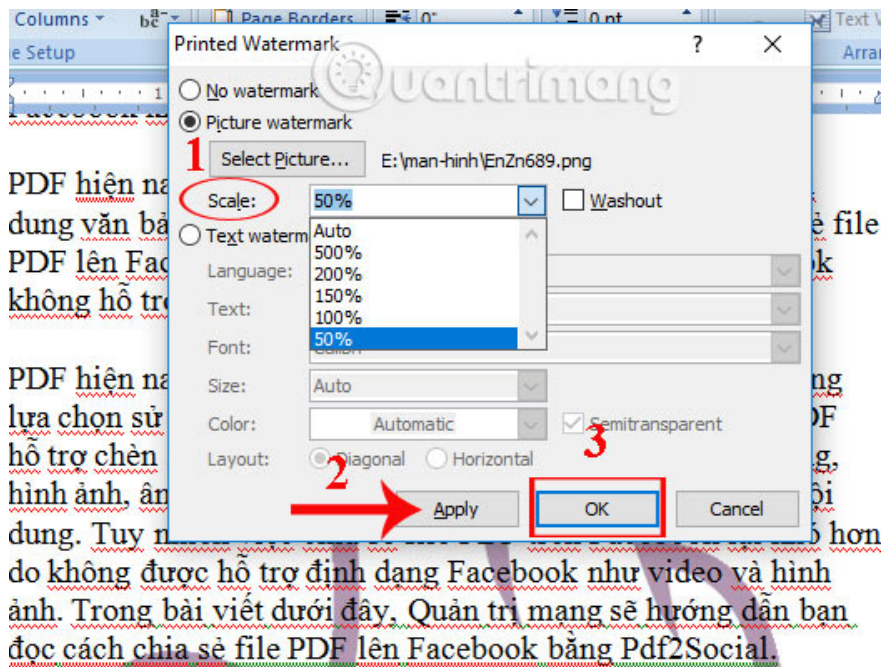 Columns Page Borders 0" 0 pt Text
Setup Arra
Printed Watermark ? X
Quantrimang
No watermark
Picture watermark
1 Select Picture... E:\man-hinh\EnZn689.png
PDF hiện
Scale: 50% Washout
dung văn bả ẻ file
Text waterm Auto
500%
PDF lên Fac ok
Language: 200%
150%
không hỗ trợ
Text: 100%
50%
Font: Calibri
PDF hiện ng
Size: Auto
lựa chọn sử DF
Color: Automatic Semitransparent
3
hỗ trợ chèn g,
Layout: Diagonal Horizontal
2
hình ảnh, ân ội
Apply OK Cancel
dung. Tuy hơn
do không được hỗ trợ định dạng Facebook như video và hình
ảnh. Trong bài viết dưới đây, Quản trị mạng sẽ hướng dẫn bạn
đọc cách chia sẻ file PDF lên Facebook bằng Pdf2Social.